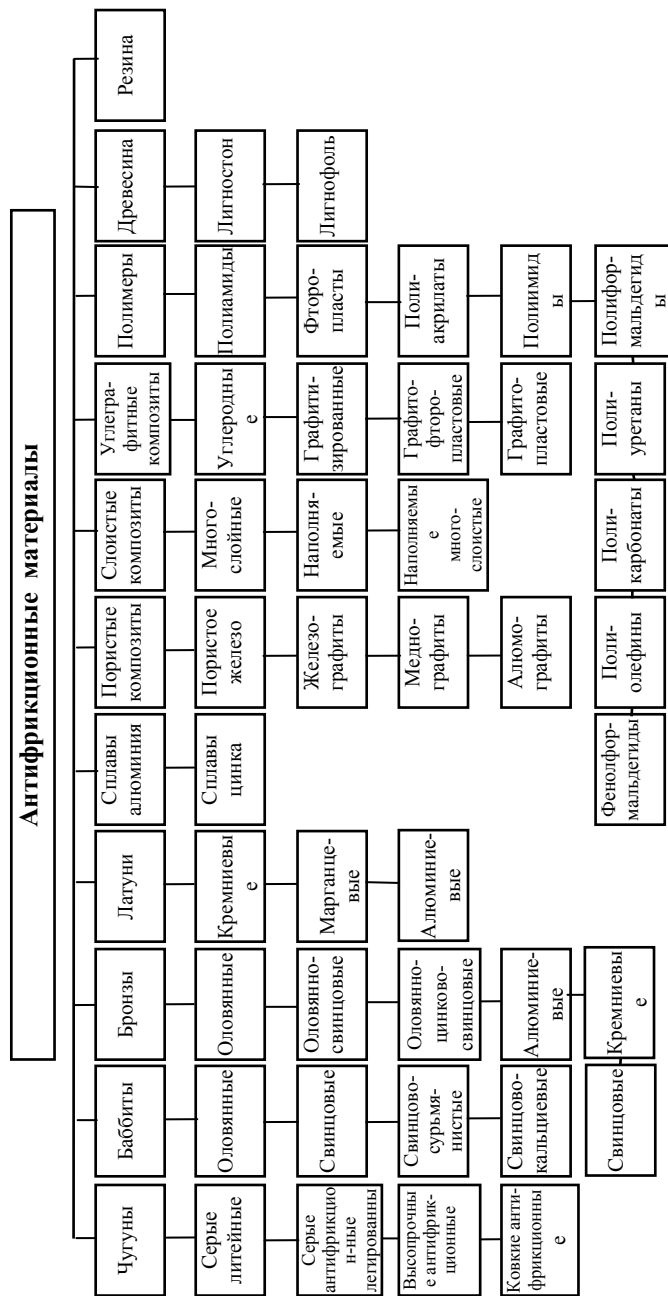 Антифрикционные материалы
Чугуны
Серые
литейные
Серые
антифрикцио
н-ные
легированны
Высопрочны
е антифрик-
ционные
Ковкие анти-
фрикционны
е
Баббиты
Оловянные
Свинцовые
Свинцово-
сурьмя-
нистые
Свинцово-
кальциевые
Бронзы
Оловянные
Оловянно-
свинцовые
Оловянно-
цинково-
свинцовые
Алюминие-
вые
Кремниевы
е
Свинцовые
Латуни
Кремниевы
е
Марганце-
вые
Алюминие-
вые
Сплавы
алюминия
Сплавы
цинка
Пористые
композиты
Пористое
железо
Железо-
графиты
Медно-
графиты
Алюмо-
графиты
Слоистые
композиты
Много-
слойные
Наполня-
емые
Наполняемы
е
много-
слоистые
Углегра-
фитные
композиты
Углеродны
е
Графити-
зированные
Графито-
фторо-
пластовые
Графито-
пластовые
Полимеры
Полиамиды
Фторо-
пласты
Поли-
акрилаты
Полиимид
ы
Полифор-
мальдегид
ы
Поли-
уретаны
Поли-
карбонаты
Поли-
олефины
Фенолфор-
мальдегиды
Древесина
Лигностон
Лигнофоль
Резина